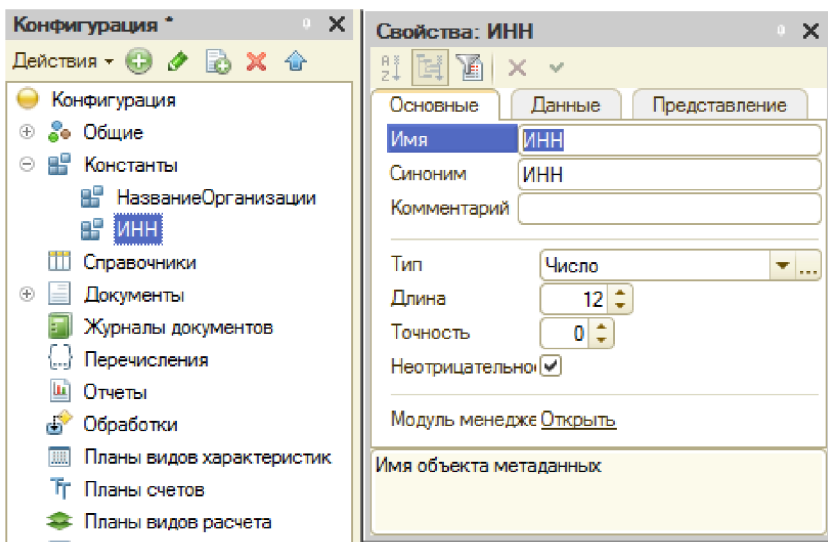 Конфигурация *
Действия
Конфигурация
Общие
Константы
НазваниеОрганизации
ИНН
Справочники
Документы
Журналы документов
Перечисления
Отчеты
Обработки
Планы видов характеристик
Планы счетов
Планы видов расчета
Свойства: ИНН
Основные Данные Представление
Имя ИНН
Синоним ИНН
Комментарий
Тип Число ...
Длина 12
Точность 0
Неотрицательно
Модуль менедже Открыть
Имя объекта метаданных